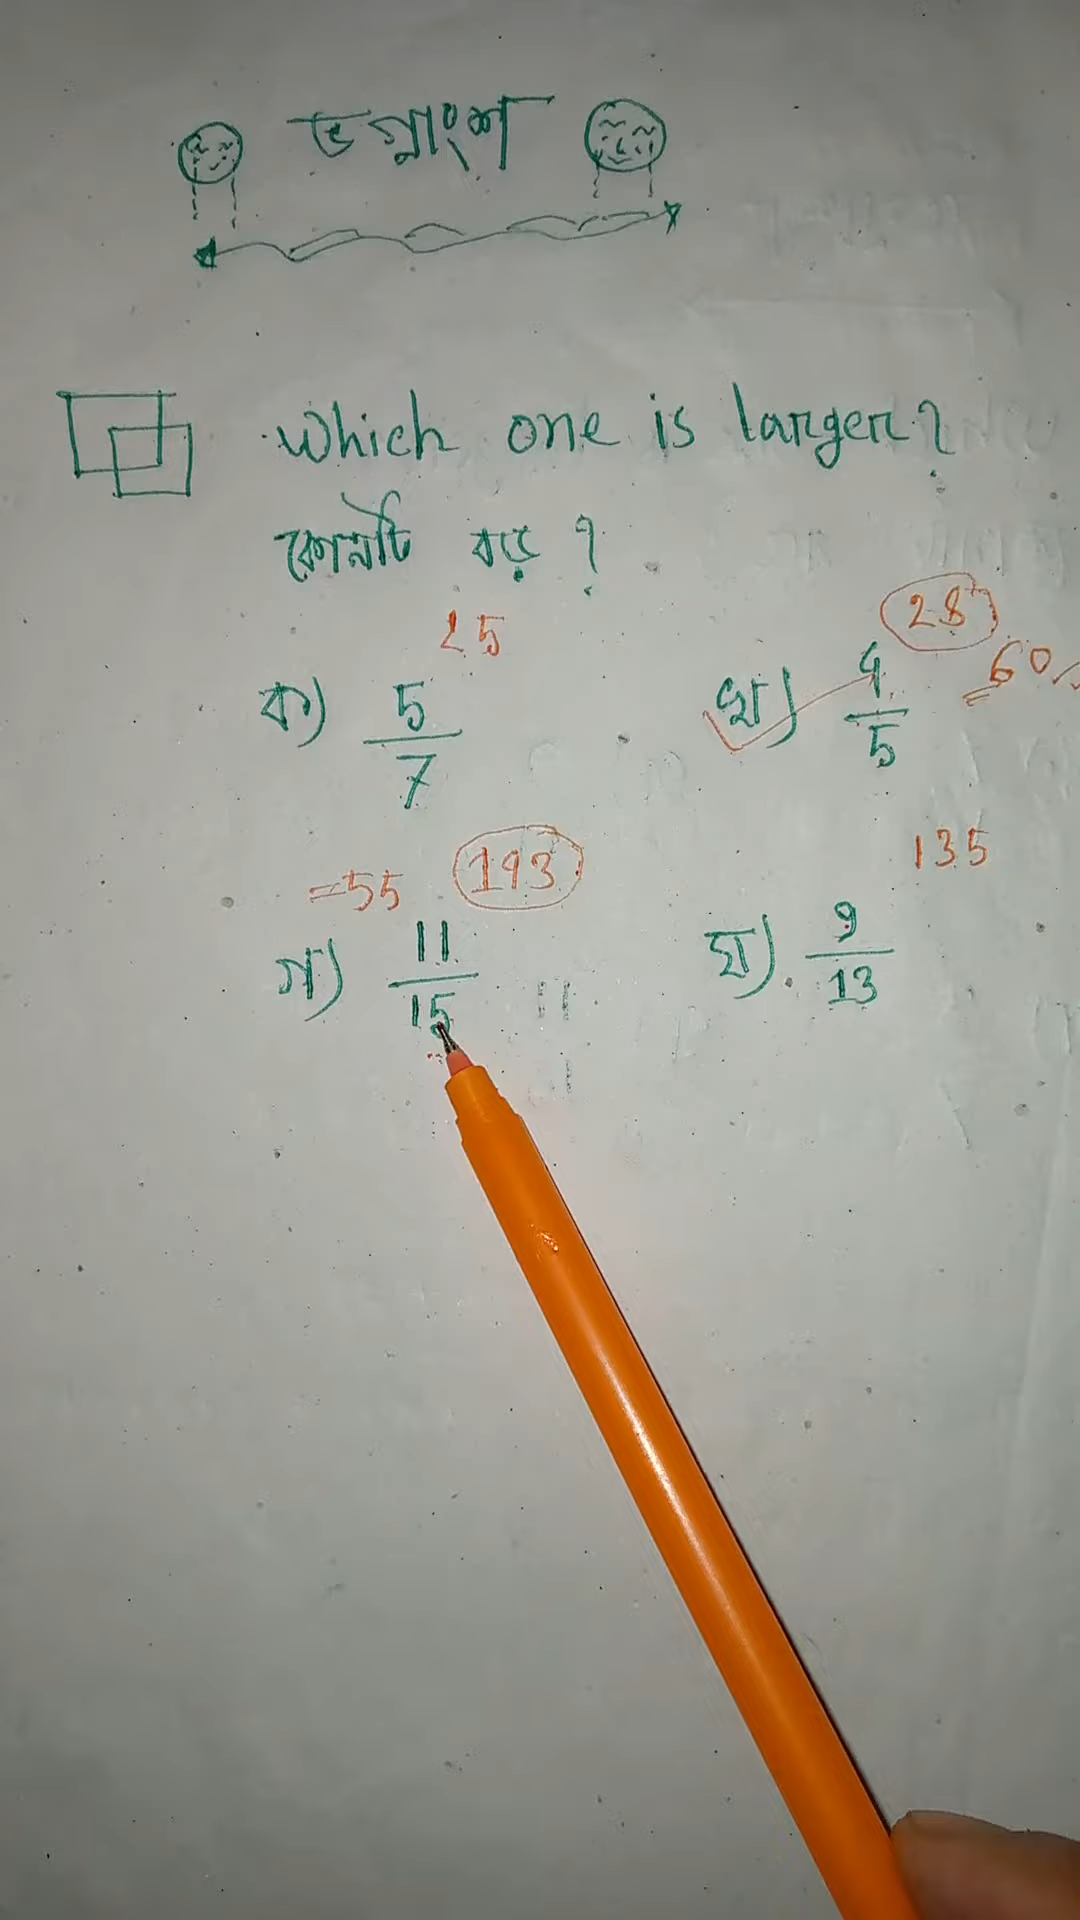 ভগ্নাংশ
Which one is larger?
কোনটি বড় ?
25 28
ক) 5/7 খ) 4/5 60
=55 143 135
গ) 11/15 ঘ) 9/13